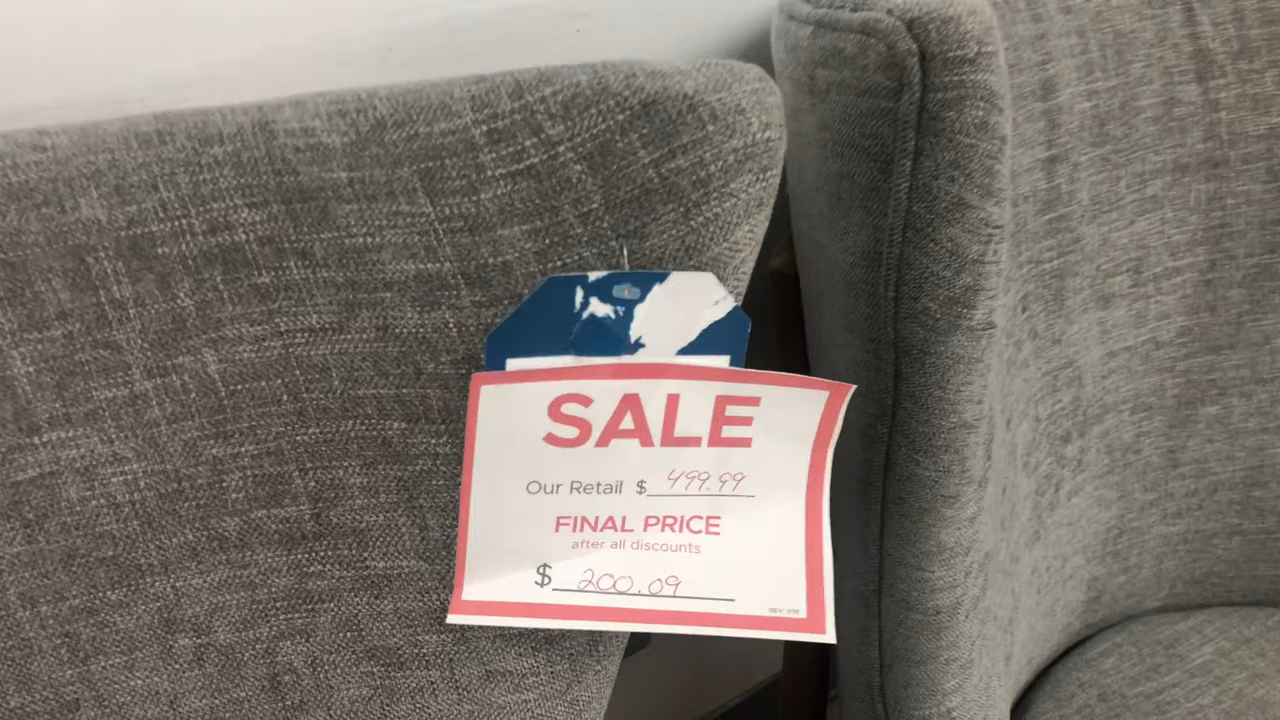 SALE
Our Retail $ 499.99
FINAL PRICE
after all discounts
$ 200.09